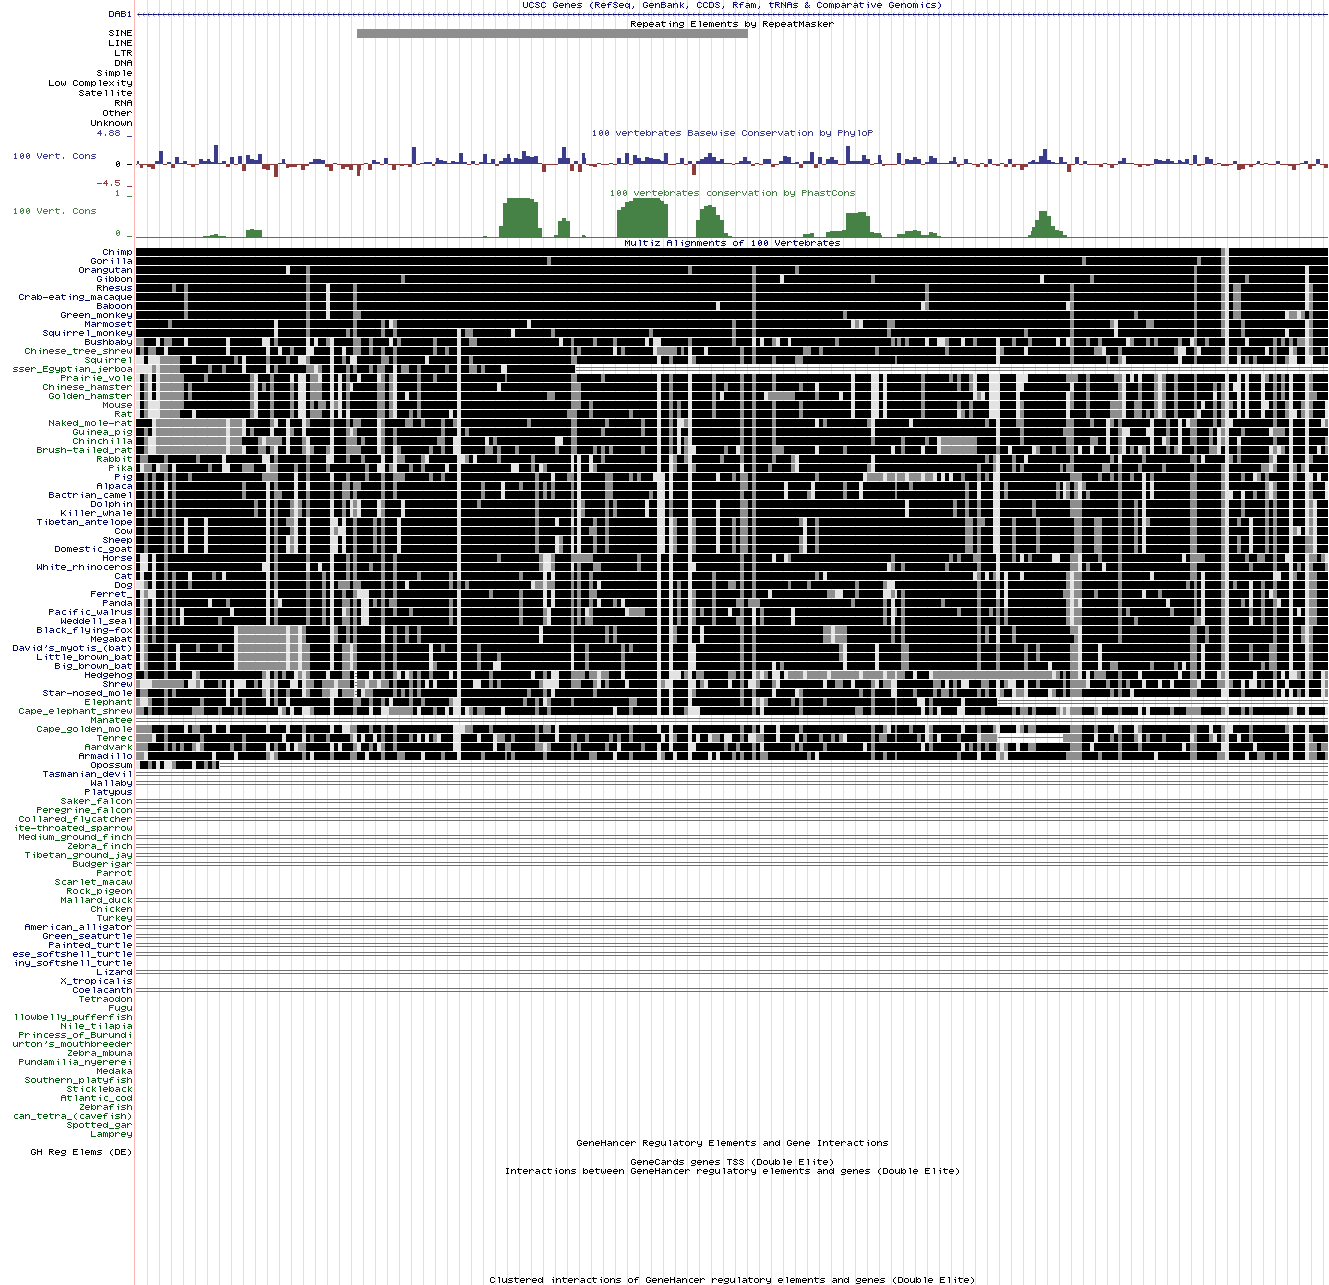 UCSC Genes (RefSeq, GenBank, CCDS, Rfam, tRNAs & Comparative Genomics)
DAB1
Repeating Elements by RepeatMasker
SINE
LINE
LTR
DNA
Simple
Low Complexity
Satellite
RNA
Other
Unknown
4.88 _
100 vertebrates Basewise Conservation by PhyloP
100 Vert. Cons
0 -
-4.5 _
1 _
100 vertebrates conservation by PhastCons
100 Vert. Cons
0 _
Multiz Alignments of 100 Vertebrates
Chimp
Gorilla
Orangutan
Gibbon
Rhesus
Crab-eating_macaque
Baboon
Green_monkey
Marmoset
Squirrel_monkey
Bushbaby
Chinese_tree_shrew
Squirrel
sser_Egyptian_jerboa
Prairie_vole
Chinese_hamster
Golden_hamster
Mouse
Rat
Naked_mole-rat
Guinea_pig
Chinchilla
Brush-tailed_rat
Rabbit
Pika
Pig
Alpaca
Bactrian_camel
Dolphin
Killer_whale
Tibetan_antelope
Cow
Sheep
Domestic_goat
Horse
White_rhinoceros
Cat
Dog
Ferret_
Panda
Pacific_walrus
Weddell_seal
Black_flying-fox
Megabat
David's_myotis_(bat)
Little_brown_bat
Big_brown_bat
Hedgehog
Shrew
Star-nosed_mole
Elephant
Cape_elephant_shrew
Manatee
Cape_golden_mole
Tenrec
Aardvark
Armadillo
Opossum
Tasmanian_devil
Wallaby
Platypus
Saker_falcon
Peregrine_falcon
Collared_flycatcher
ite-throated_sparrow
Medium_ground_finch
Zebra_finch
Tibetan_ground_jay
Budgerigar
Parrot
Scarlet_macaw
Rock_pigeon
Mallard_duck
Chicken
Turkey
American_alligator
Green_seaturtle
Painted_turtle
ese_softshell_turtle
iny_softshell_turtle
Lizard
X_tropicalis
Coelacanth
Tetraodon
Fugu
llowbelly_pufferfish
Nile_tilapia
Princess_of_Burundi
urton's_mouthbreeder
Zebra_mbuna
Pundamilia_nyererei
Medaka
Southern_platyfish
Stickleback
Atlantic_cod
Zebrafish
can_tetra_(cavefish)
Spotted_gar
Lamprey
GeneHancer Regulatory Elements and Gene Interactions
GH Reg Elems (DE)
GeneCards genes TSS (Double Elite)
Interactions between GeneHancer regulatory elements and genes (Double Elite)
Clustered interactions of GeneHancer regulatory elements and genes (Double Elite)